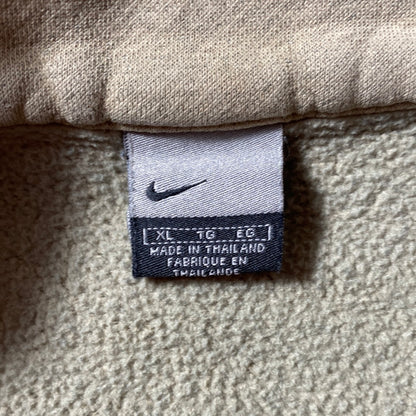 XL TG EG
MADE IN THAILAND
FABRIQUE EN
THAILANDE